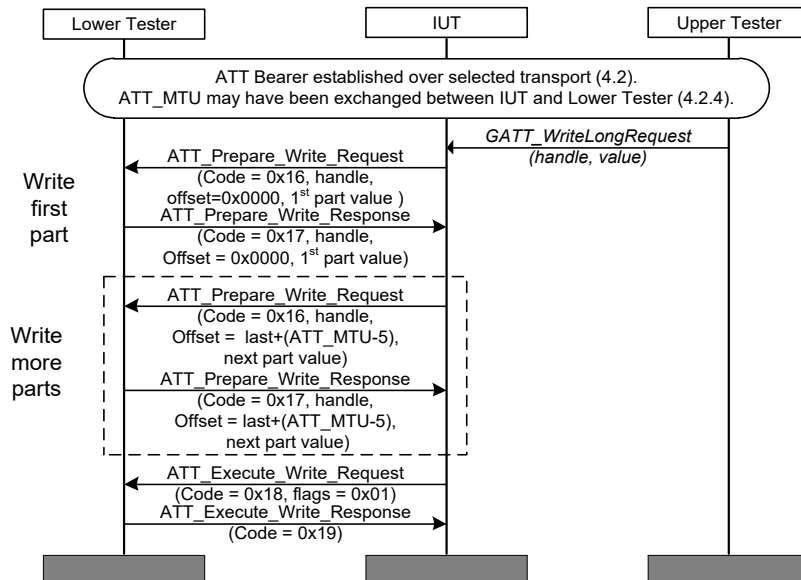 Lower Tester
IUT
Upper Tester
ATT Bearer established over selected transport (4.2).
ATT_MTU may have been exchanged between IUT and Lower Tester (4.2.4).
GATT_WriteLongRequest
(handle, value)
Write
first
part
ATT_Prepare_Write_Request
(Code = 0x16, handle,
offset=0x0000, 1st part value )
ATT_Prepare_Write_Response
(Code = 0x17, handle,
Offset = 0x0000, 1st part value)
Write
more
parts
ATT_Prepare_Write_Request
(Code = 0x16, handle,
Offset = last+(ATT_MTU-5),
next part value)
ATT_Prepare_Write_Response
(Code = 0x17, handle,
Offset = last+(ATT_MTU-5),
next part value)
ATT_Execute_Write_Request
(Code = 0x18, flags = 0x01)
ATT_Execute_Write_Response
(Code = 0x19)